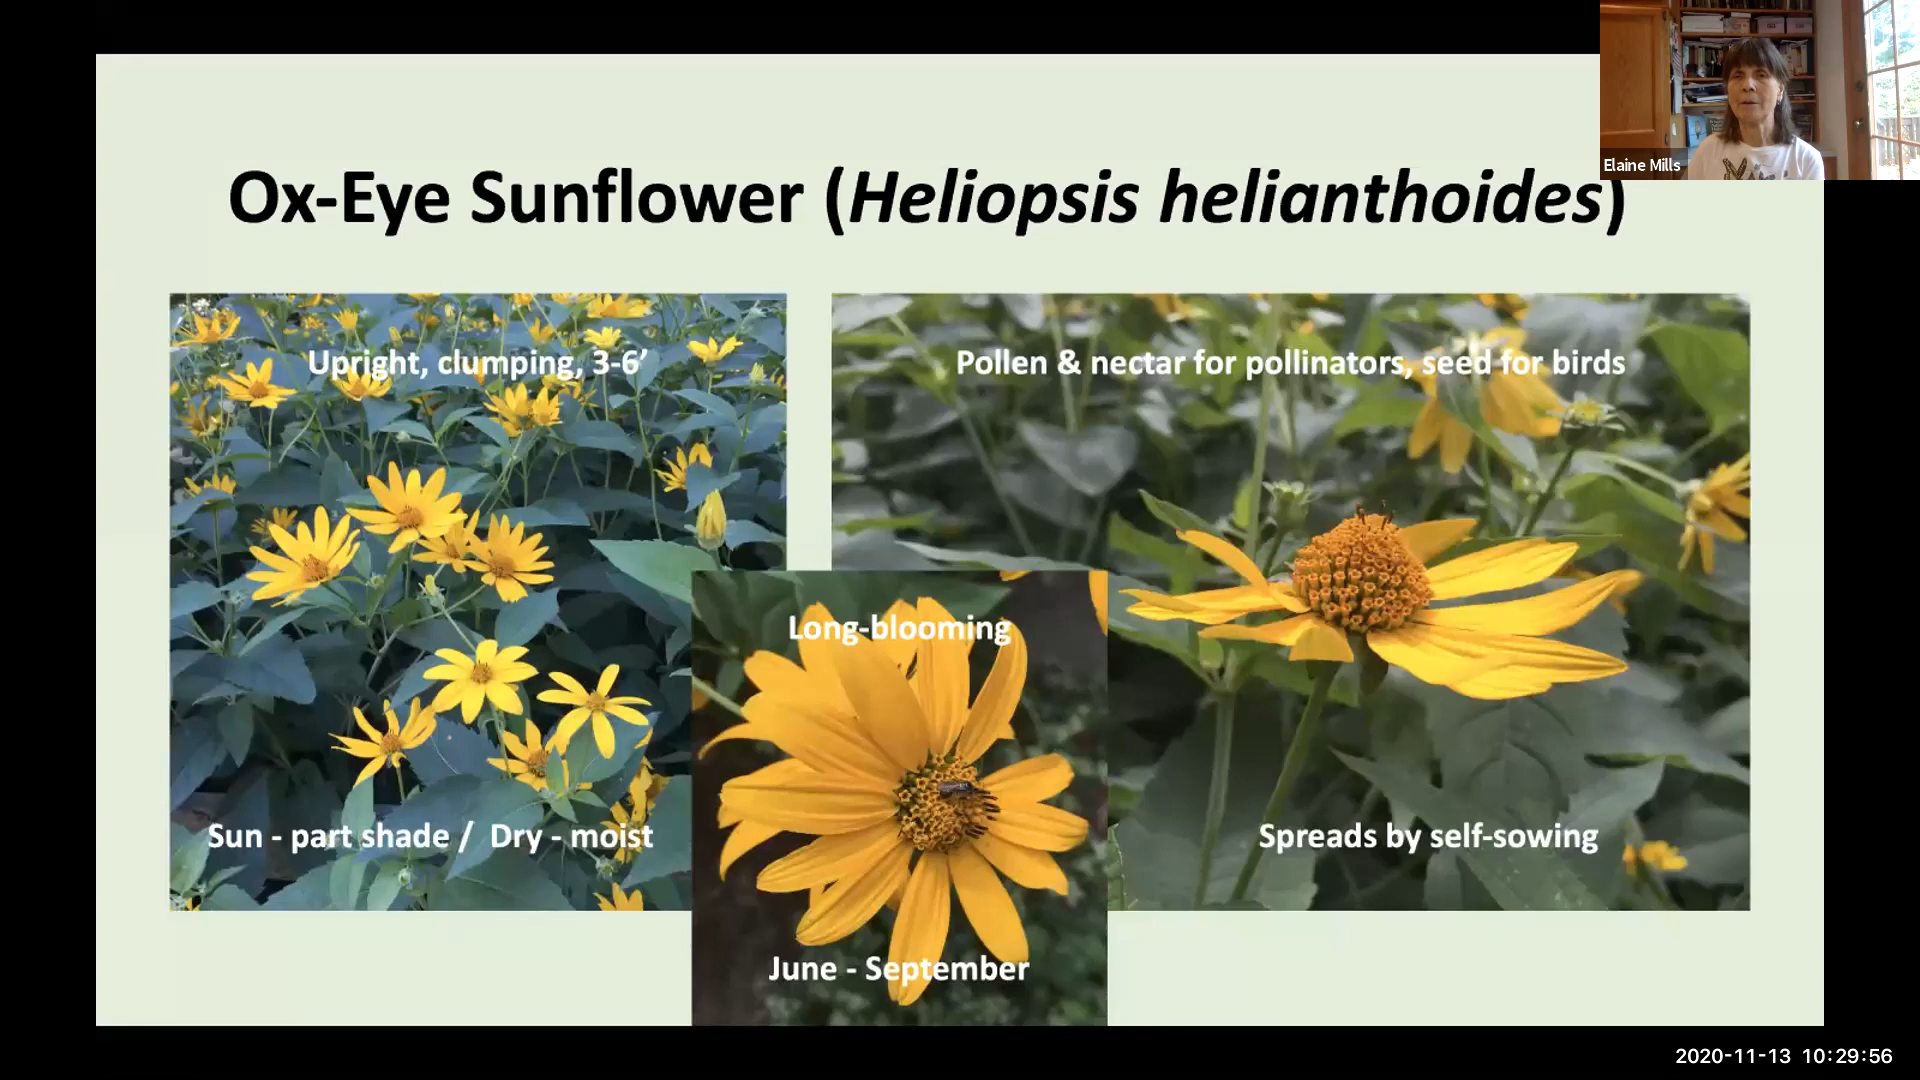 Elaine Mills
Ox-Eye Sunflower (Heliopsis helianthoides)
Upright, clumping, 3-6’
Pollen & nectar for pollinators, seed for birds
Long-blooming
Sun - part shade / Dry - moist
Spreads by self-sowing
June - September
2020-11-13 10:29:56